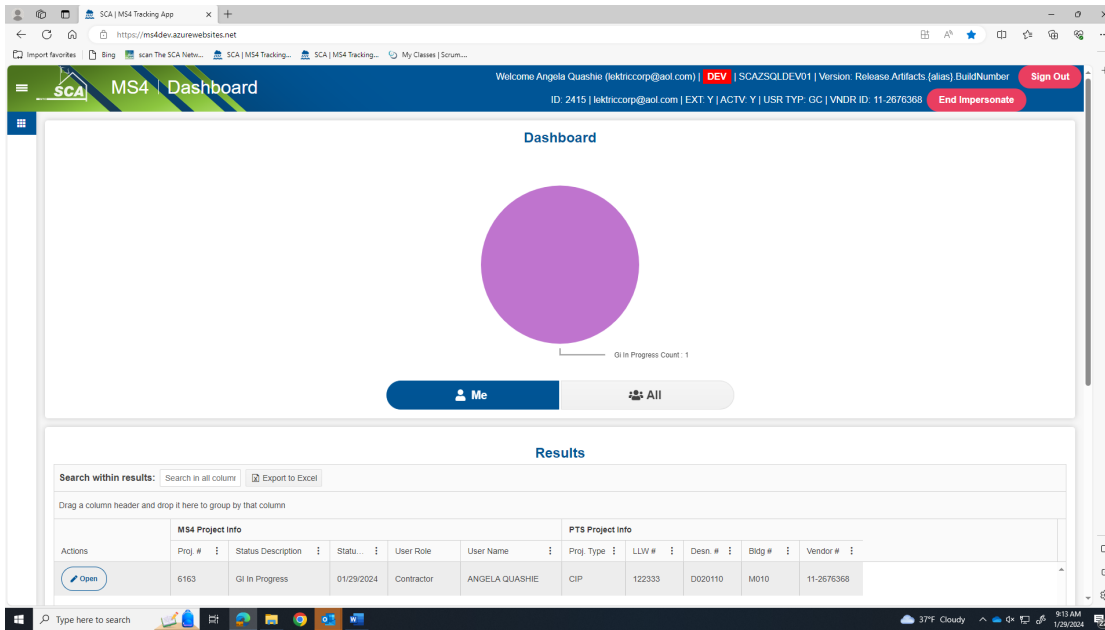 SCA | MS4 Tracking App
https://ms4dev.azurewebsites.net
Import favorites Bing scan The SCA Netw... SCA | MS4 Tracking... SCA | MS4 Tracking... My Classes | Scrum....
SCA MS4 | Dashboard
Welcome Angela Quashie (lektriccorp@aol.com) | DEV | SCAZSQLDEV01 | Version: Release.Artifacts.{alias}.BuildNumber Sign Out
ID: 2415 | lektriccorp@aol.com | EXT: Y | ACTV: Y | USR TYP: GC | VNDR ID: 11-2676368 End Impersonate
Dashboard
Gi In Progress Count : 1
Me All
Results
Search within results: Search in all colum Export to Excel
Drag a column header and drop it here to group by that column
MS4 Project Info PTS Project Info
Actions Proj. # Status Description Statu... User Role User Name Proj. Type LLW # Desn. # Bldg # Vendor #
Open 6163 GI In Progress 01/29/2024 Contractor ANGELA QUASHIE CIP 122333 D020110 M010 11-2676368
Type here to search 37°F Cloudy 9:13 AM
1/29/2024